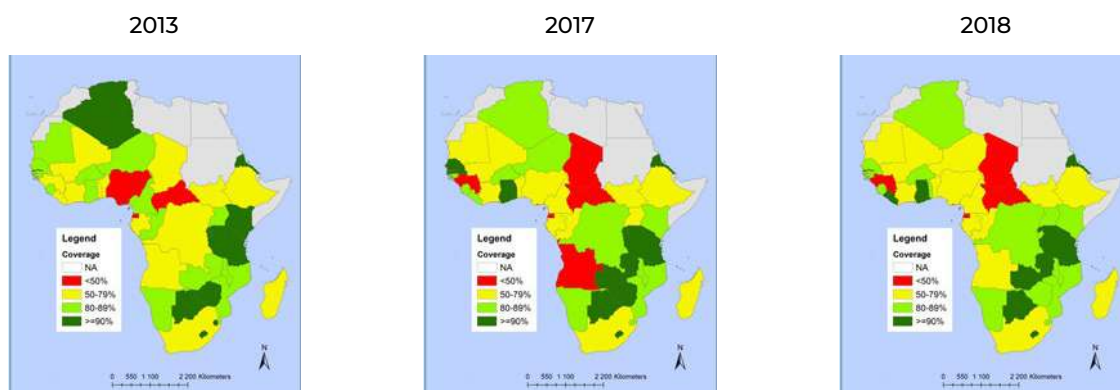 2013
2017
2018
Legend
Coverage
NA
<50%
50-79%
80-89%
>=90%
N
0 550 1 100 2 200 Kilometers
Legend
Coverage
NA
<50%
50-79%
80-89%
>=90%
N
0 550 1 100 2 200 Kilometers
Legend
Coverage
NA
<50%
50-79%
80-89%
>=90%
N
0 550 1 100 2 200 Kilometers